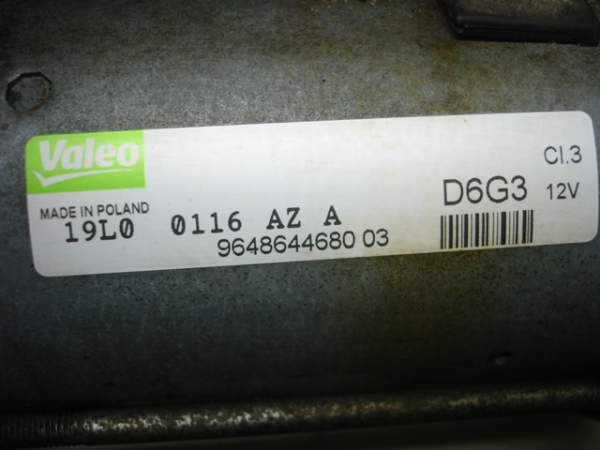 Valeo
MADE IN POLAND
19L0 0116 AZ A
9648644680 03
D6G3
Cl.3
12V